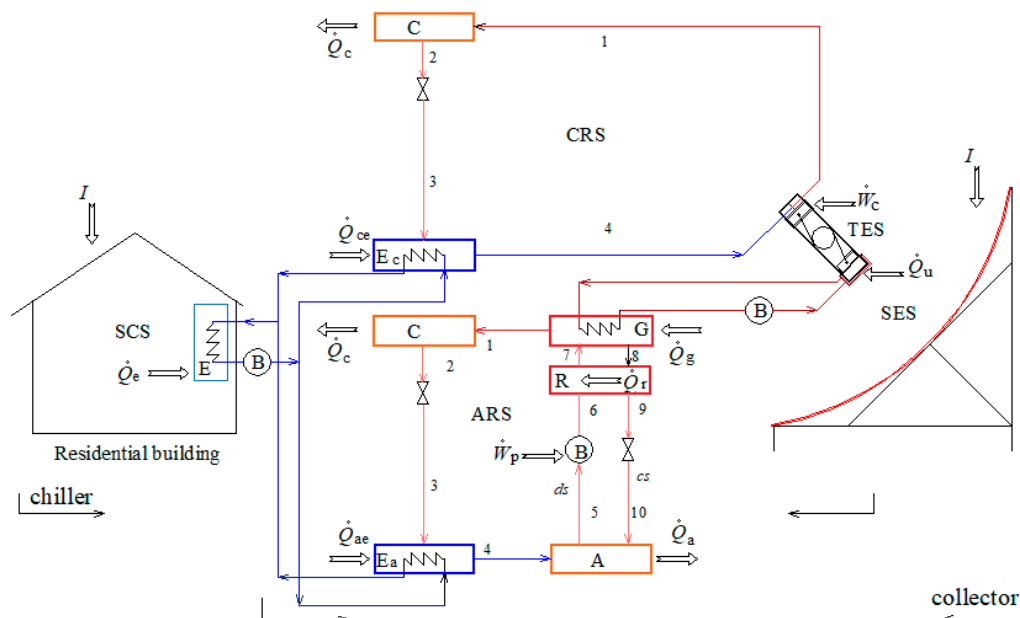 Q̇c
C
1
2
CRS
I
I
3
Q̇ce
4
Ẇc
TES
Ec
Q̇u
SES
B
SCS
E
B
Q̇e
Q̇c
C
1
G
Q̇g
2
7
8
R
Q̇r
ARS
6
9
Residential building
Ẇp
B
chiller
3
ds
cs
5
10
Q̇ae
4
Q̇a
Ea
A
collector